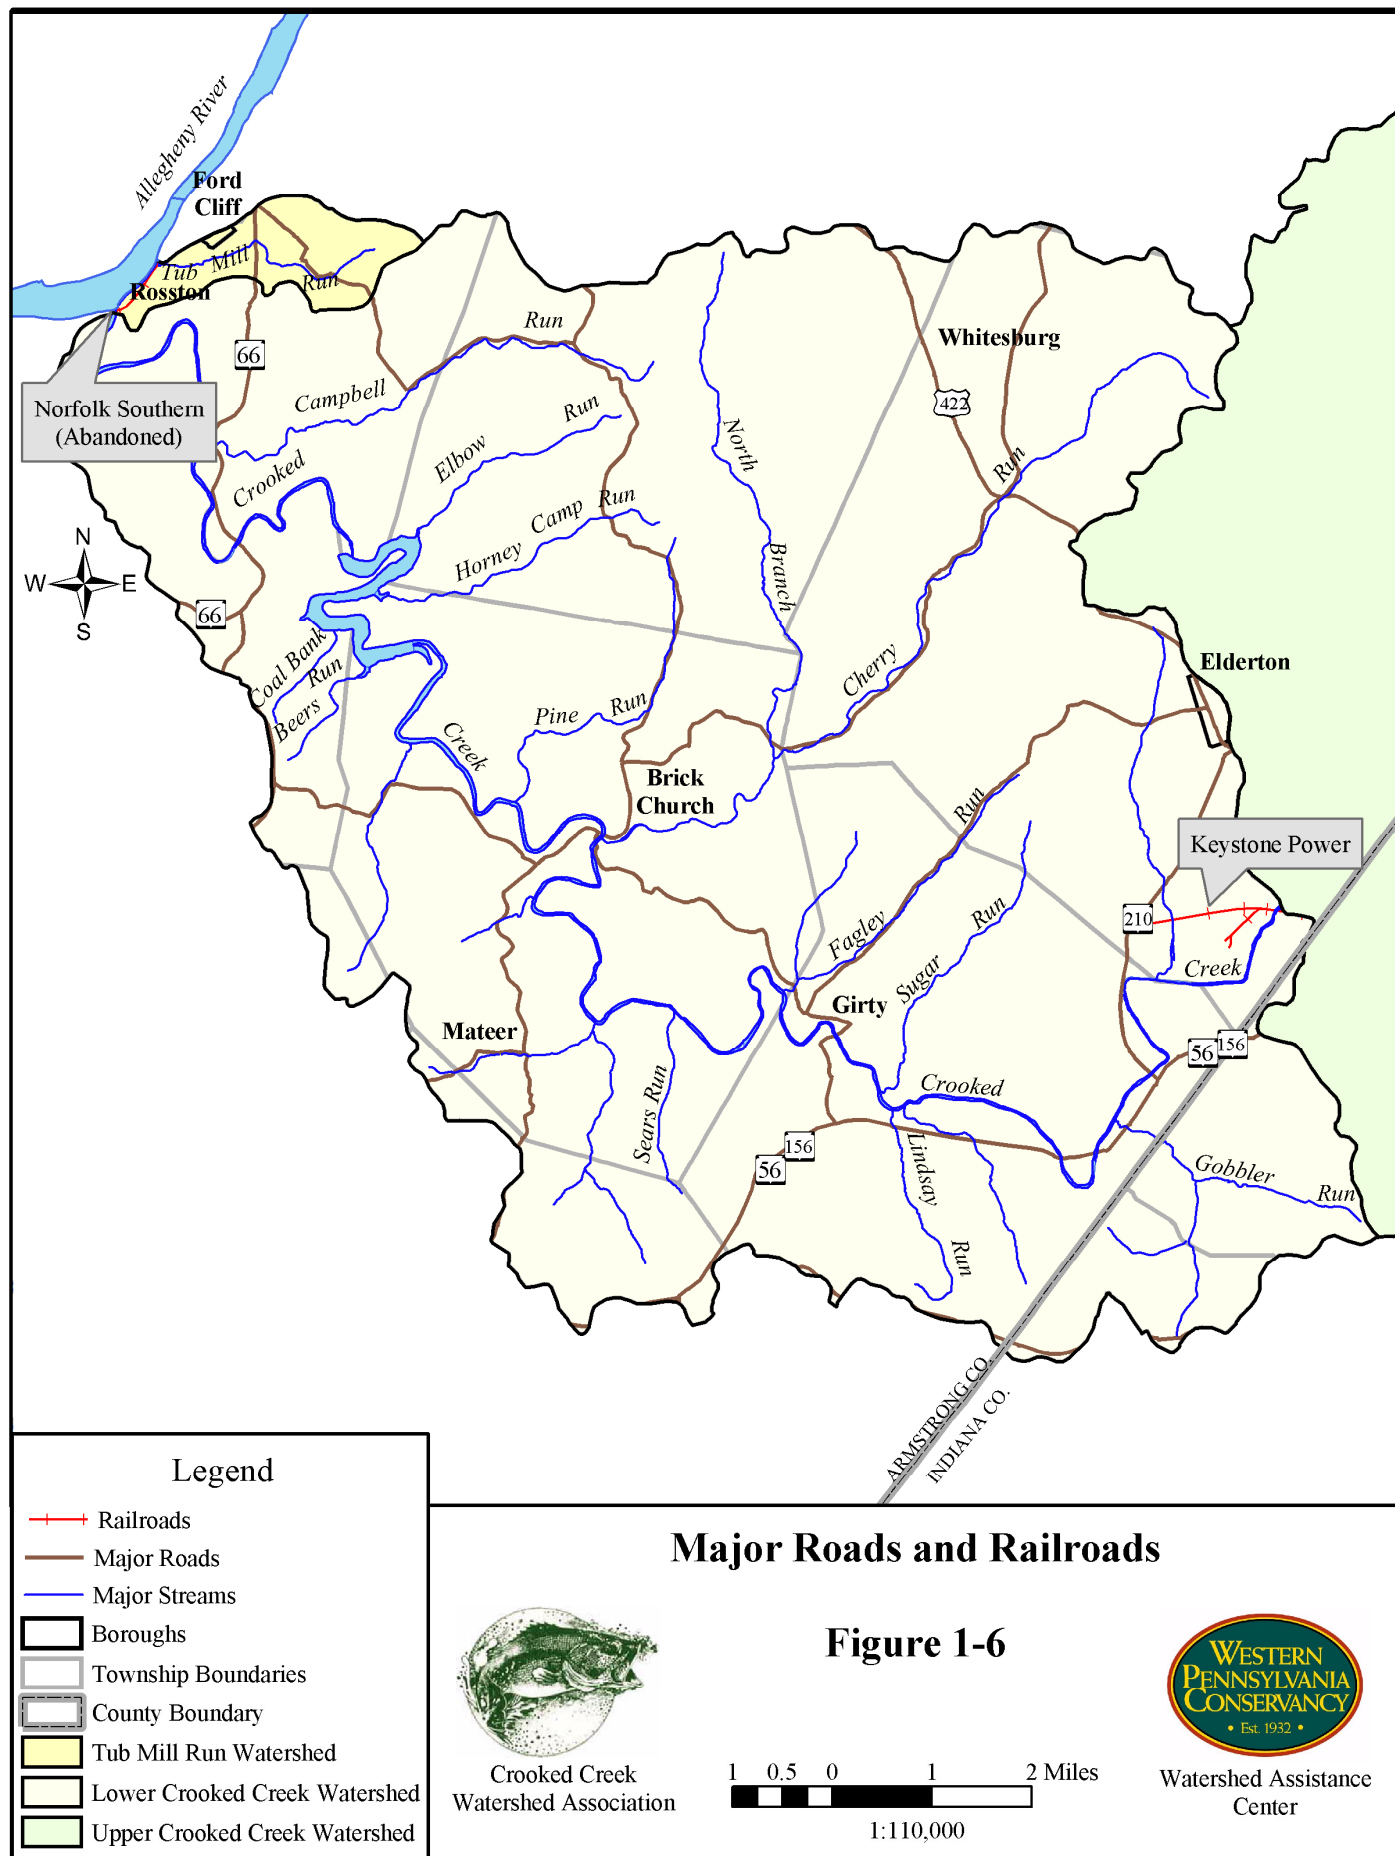 Allegheny River
Ford
Cliff
Tub Mill
Run
Rosston
66
Norfolk Southern
(Abandoned)
Campbell
Run
Whitesburg
422
Crooked
Elbow
Run
North
Branch
Run
N
W E
S
Horney Camp Run
66
Coal Bank
Run
Beers
Creek
Pine Run
Cherry
Elderton
Brick
Church
Run
Keystone Power
210
Fagley
Sugar
Run
Creek
Mateer
Girty
56
156
Sears Run
Crooked
156
56
Lindsay
Run
Gobbler
Run
ARMSTRONG CO.
INDIANA CO.
Legend
Railroads
Major Roads
Major Streams
Boroughs
Township Boundaries
County Boundary
Tub Mill Run Watershed
Lower Crooked Creek Watershed
Upper Crooked Creek Watershed
Major Roads and Railroads
Figure 1-6
Crooked Creek
Watershed Association
1 0.5 0 1 2 Miles
1:110,000
WESTERN
PENNSYLVANIA
CONSERVANCY
• Est. 1932 •
Watershed Assistance
Center